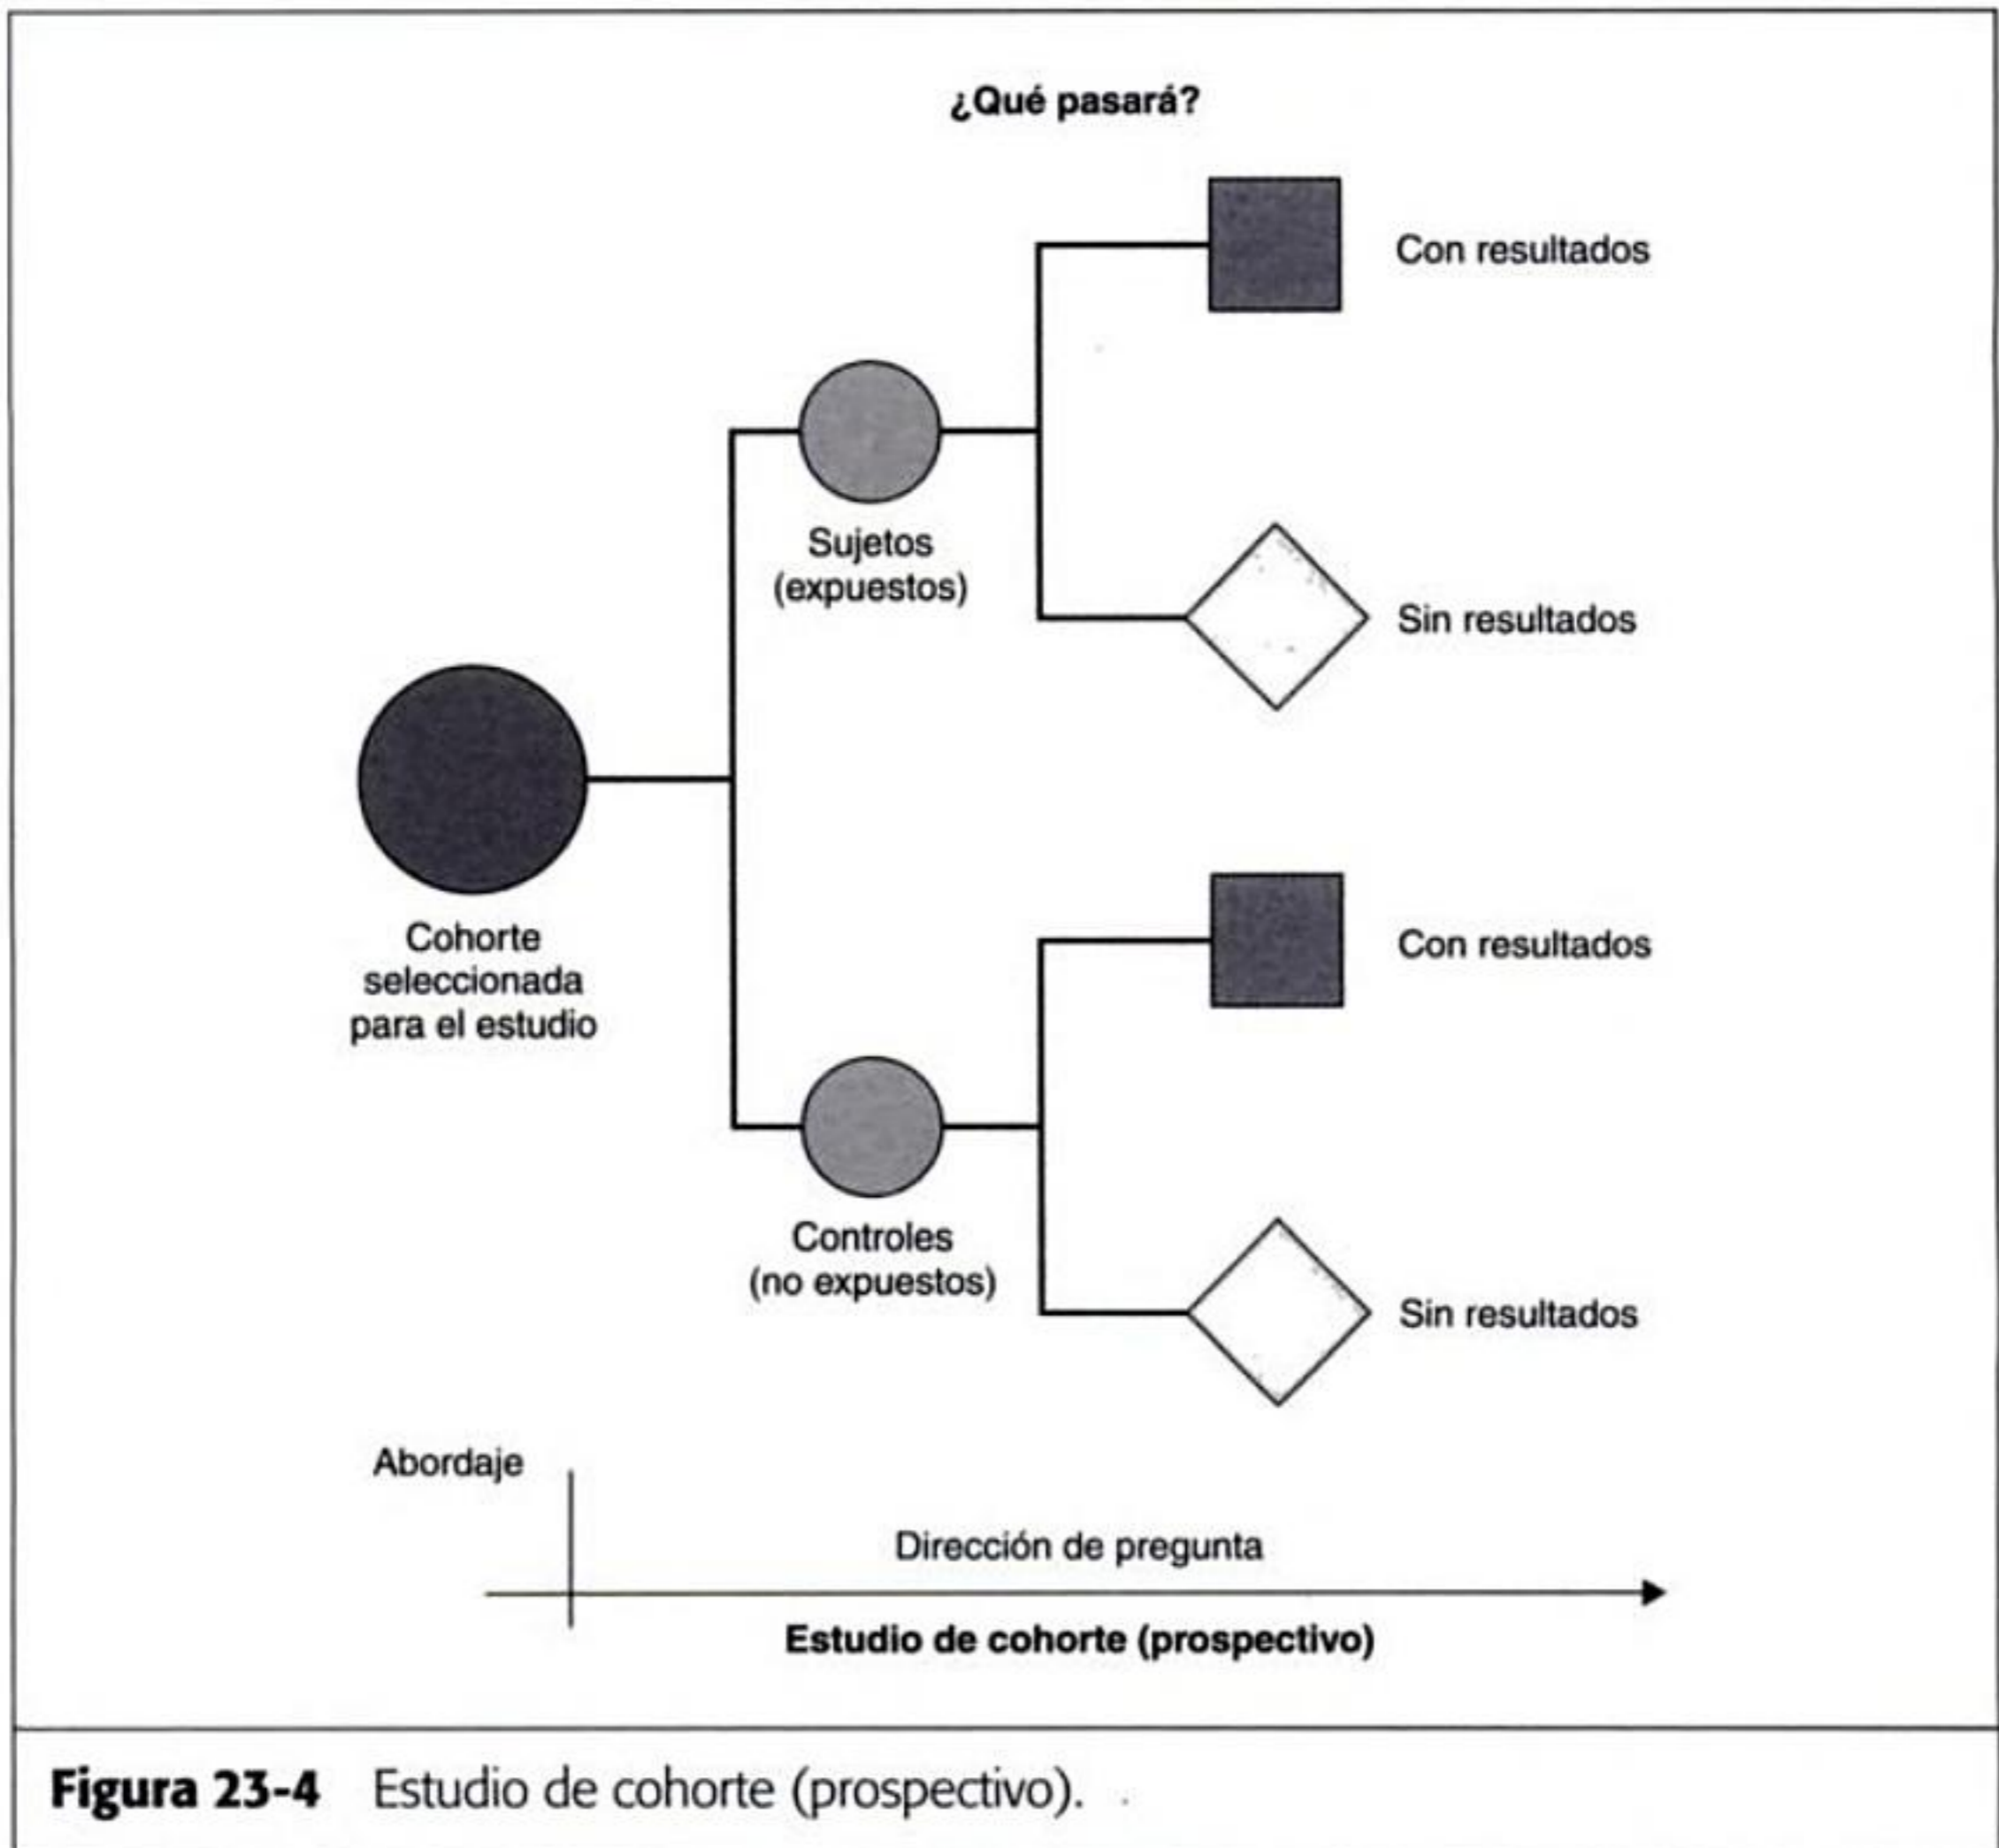 ¿Qué pasará?
Con resultados
Sujetos
(expuestos)
Sin resultados
Cohorte
seleccionada
para el estudio
Con resultados
Controles
(no expuestos)
Sin resultados
Abordaje
Dirección de pregunta
Estudio de cohorte (prospectivo)
Figura 23-4 Estudio de cohorte (prospectivo).